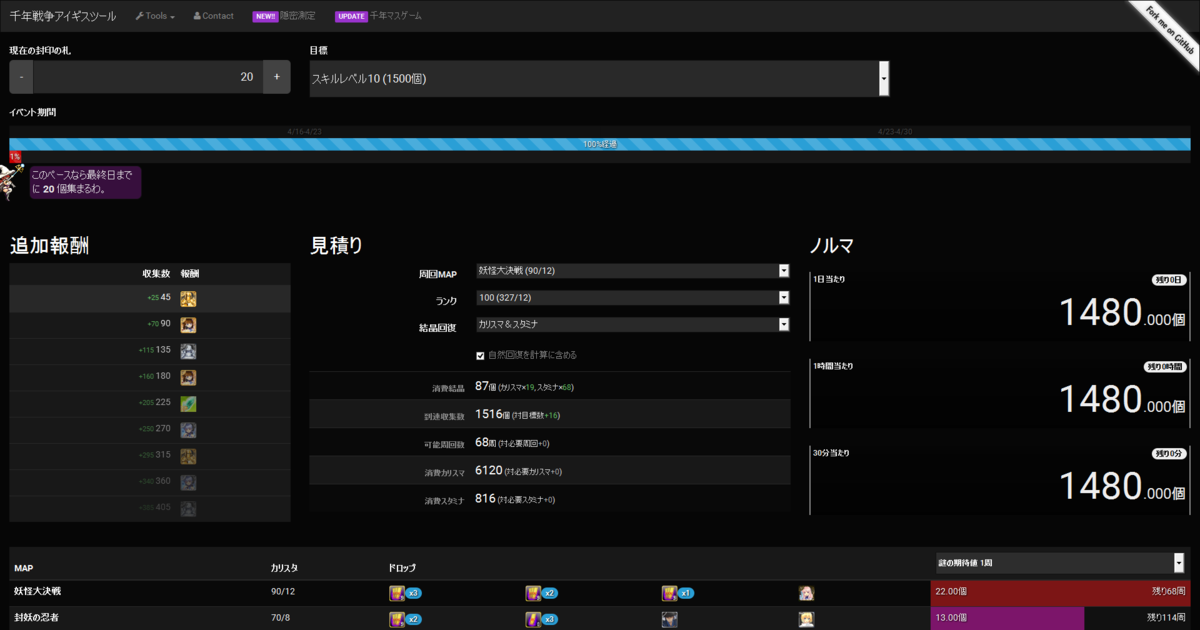 千年戦争アイギスツール Tools Contact NEW!! 隠密測定 UPDATE 千年マスゲーム
Fork me on GitHub
現在の封印の札 目標
- 20 + スキルレベル10 (1500個)
イベント期間
4/16-4/23 4/23-4/30
100%経過
1%
このペースなら最終日まで
に 20 個集まるわ。
追加報酬
収集数 報酬
+25 45
+70 90
+115 135
+160 180
+205 225
+250 270
+295 315
+340 360
+385 405
見積り
周回MAP 妖怪大決戦 (90/12)
ランク 100 (327/12)
結晶回復 カリスマ＆スタミナ
自然回復を計算に含める
消費結晶 87個 (カリスマ×19, スタミナ×68)
到達収集数 1516個 (対目標数+16)
可能周回数 68周 (対必要周回+0)
消費カリスマ 6120 (対必要カリスマ+0)
消費スタミナ 816 (対必要スタミナ+0)
ノルマ
1日当たり 残り0日
1480.000個
1時間当たり 残り0時間
1480.000個
30分当たり 残り0分
1480.000個
MAP カリスタ ドロップ 謎の期待値 1周
妖怪大決戦 90/12 x3 x2 x1 22.00個 残り68周
封妖の忍者 70/8 x2 x3 13.00個 残り114周